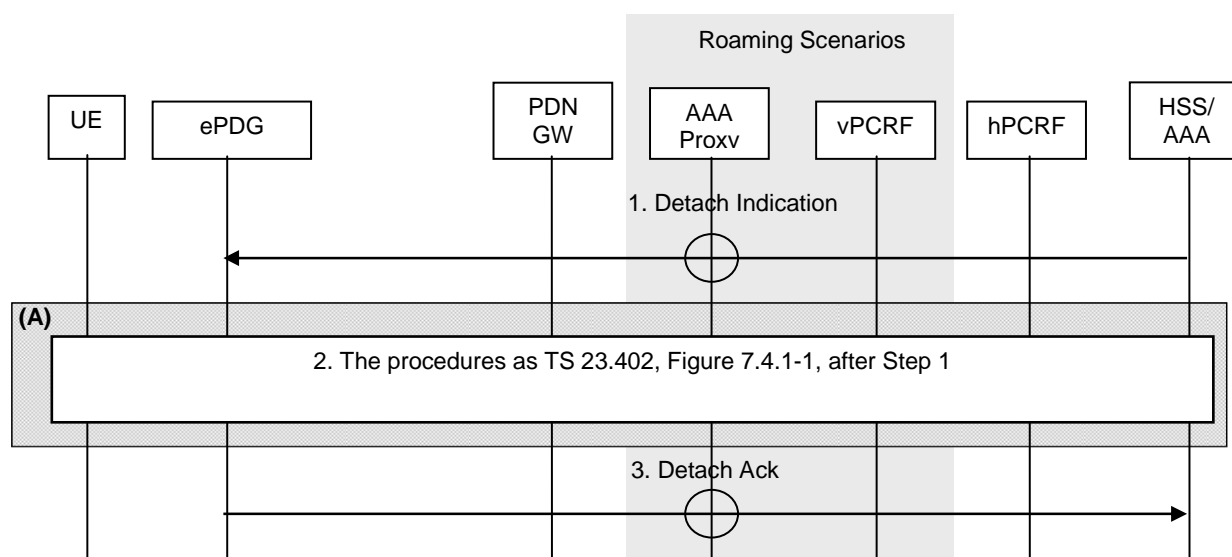 Roaming Scenarios
UE
ePDG
PDN
GW
AAA
Proxv
vPCRF
hPCRF
HSS/
AAA
1. Detach Indication
(A)
2. The procedures as TS 23.402, Figure 7.4.1-1, after Step 1
3. Detach Ack